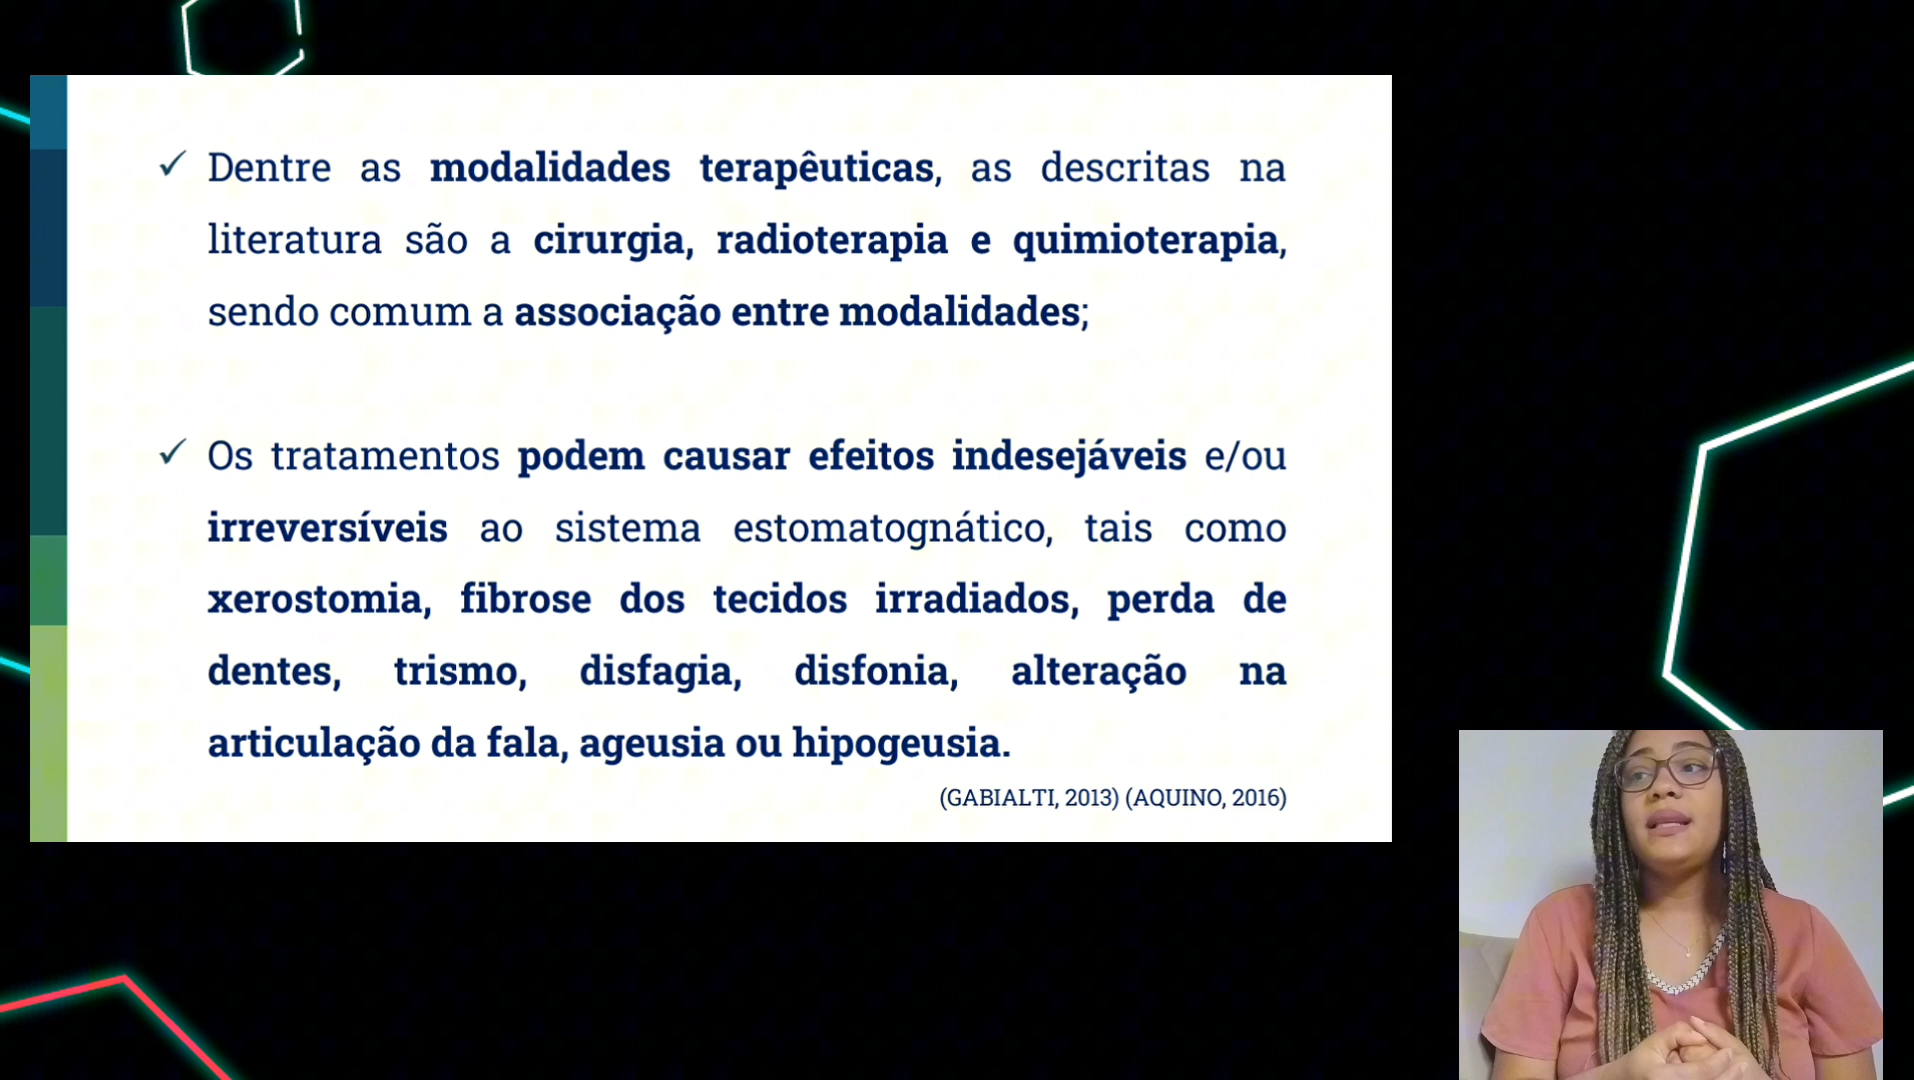 ✓ Dentre as modalidades terapêuticas, as descritas na
literatura são a cirurgia, radioterapia e quimioterapia,
sendo comum a associação entre modalidades;
✓ Os tratamentos podem causar efeitos indesejáveis e/ou
irreversíveis ao sistema estomatognático, tais como
xerostomia, fibrose dos tecidos irradiados, perda de
dentes, trismo, disfagia, disfonia, alteração na
articulação da fala, ageusia ou hipogeusia.
(GABIALTI, 2013) (AQUINO, 2016)